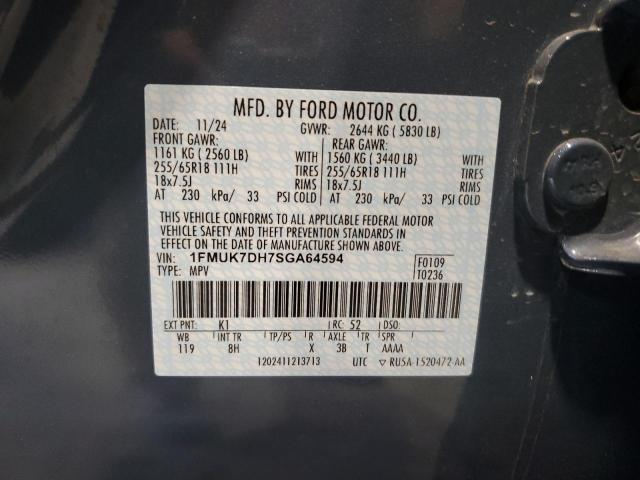 MFD. BY FORD MOTOR CO.
DATE: 11/24 GVWR: 2644 KG ( 5830 LB)
FRONT GAWR: REAR GAWR:
1161 KG ( 2560 LB) WITH 1560 KG ( 3440 LB) WITH
255/65R18 111H TIRES 255/65R18 111H TIRES
18x7.5J RIMS 18x7.5J RIMS
AT 230 kPa/ 33 PSI COLD AT 230 kPa/ 33 PSI COLD
THIS VEHICLE CONFORMS TO ALL APPLICABLE FEDERAL MOTOR
VEHICLE SAFETY AND THEFT PREVENTION STANDARDS IN
EFFECT ON THE DATE OF MANUFACTURE SHOWN ABOVE.
VIN: 1FMUK7DH7SGA64594 F0109
TYPE: MPV T0236
EXT PNT: K1 RC: 52 DSO:
WB INT TR TP/PS R AXLE TR SPR
119 8H X 3B T AAAA
1202411213713 UTC ▽ RU5A-1520472-AA